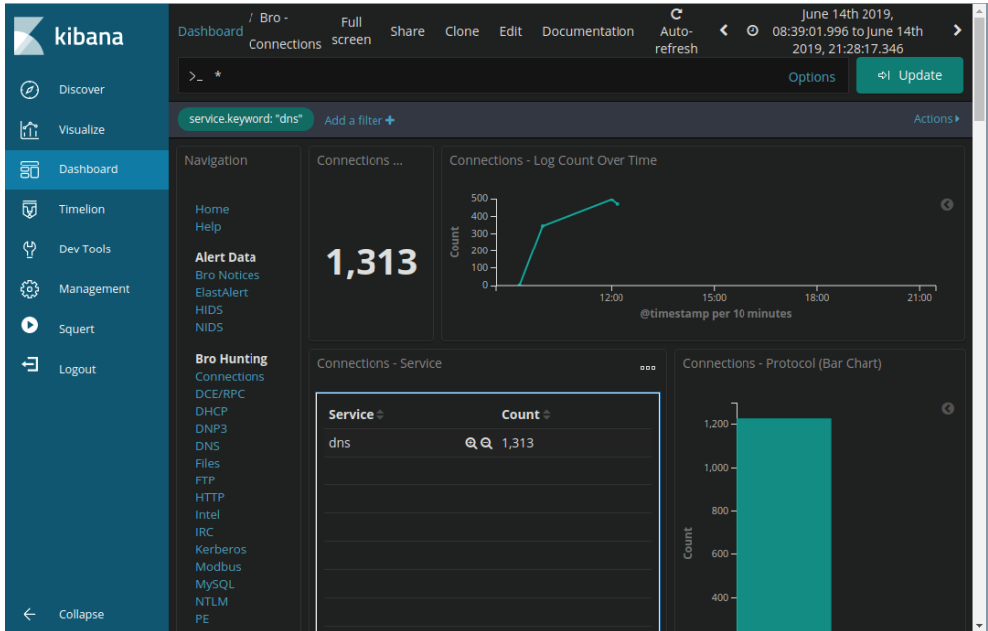 kibana
Discover
Visualize
Dashboard
Timelion
Dev Tools
Management
Squert
Logout
Collapse
Dashboard / Bro - Connections
Full screen
Share
Clone
Edit
Documentation
Auto-refresh
June 14th 2019,
08:39:01.996 to June 14th
2019, 21:28:17.346
>_ *
Options
Update
service.keyword: "dns"
Add a filter +
Actions
Navigation
Home
Help
Alert Data
Bro Notices
ElastAlert
HIDS
NIDS
Bro Hunting
Connections
DCE/RPC
DHCP
DNP3
DNS
Files
FTP
HTTP
Intel
IRC
Kerberos
Modbus
MySQL
NTLM
PE
Connections ...
1,313
Connections - Log Count Over Time
500
400
300
200
100
0
Count
12:00
15:00
18:00
21:00
@timestamp per 10 minutes
Connections - Service
Service
Count
dns
1,313
Connections - Protocol (Bar Chart)
1,200
1,000
800
600
400
Count